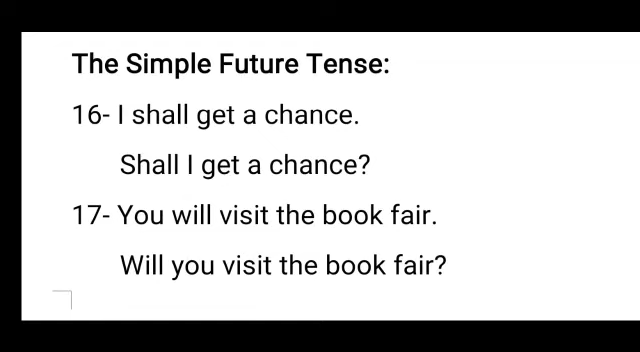 The Simple Future Tense:
16- I shall get a chance.
Shall I get a chance?
17- You will visit the book fair.
Will you visit the book fair?